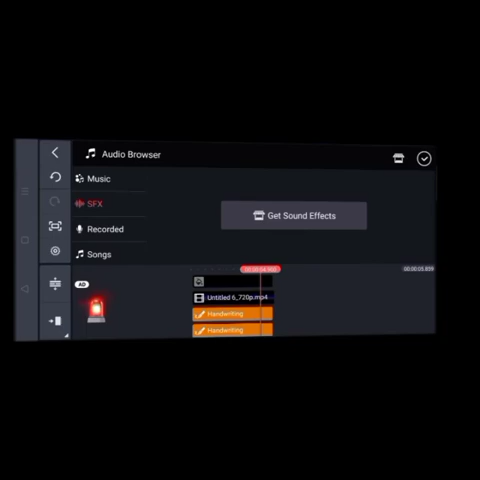 Audio Browser
Music
SFX
Recorded
Songs
Get Sound Effects
00:00:05.839
AD
Untitled 6_720p.mp4
Handwriting
Handwriting